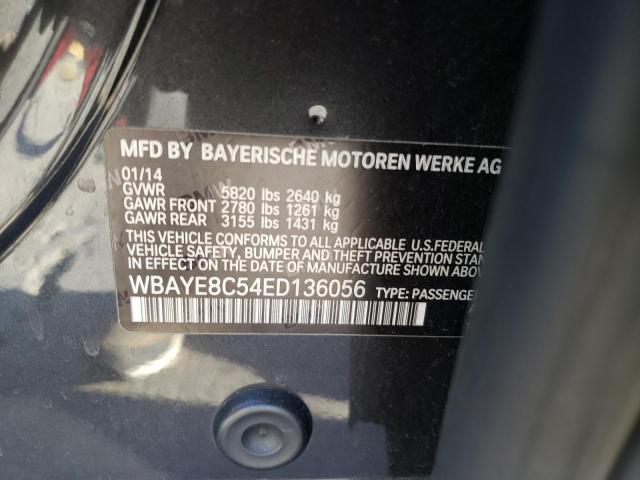 MFD BY BAYERISCHE MOTOREN WERKE AG
01/14
GVWR 5820 lbs 2640 kg
GAWR FRONT 2780 lbs 1261 kg
GAWR REAR 3155 lbs 1431 kg
THIS VEHICLE CONFORMS TO ALL APPLICABLE U.S.FEDERAL
VEHICLE SAFETY, BUMPER AND THEFT PREVENTION STAN
IN EFFECT ON THE DATE OF MANUFACTURE SHOWN ABOVE.
WBAYE8C54ED136056 TYPE: PASSENGE